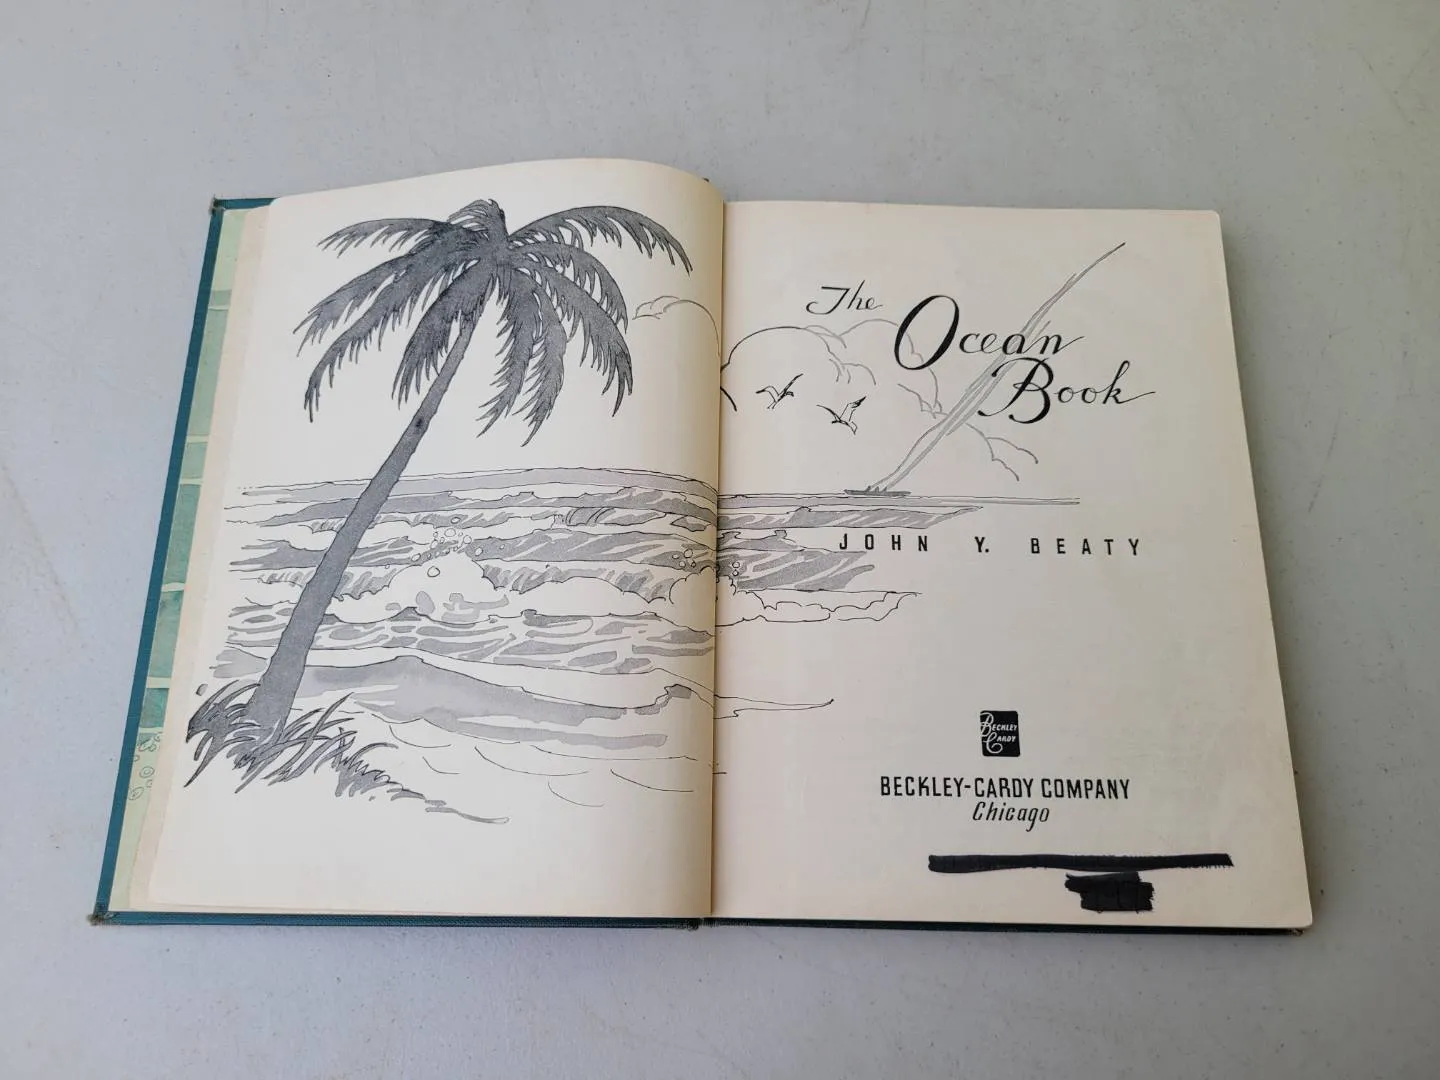 The
Ocean
Book
JOHN Y. BEATY
BECKLEY
CARDY
BECKLEY-CARDY COMPANY
Chicago